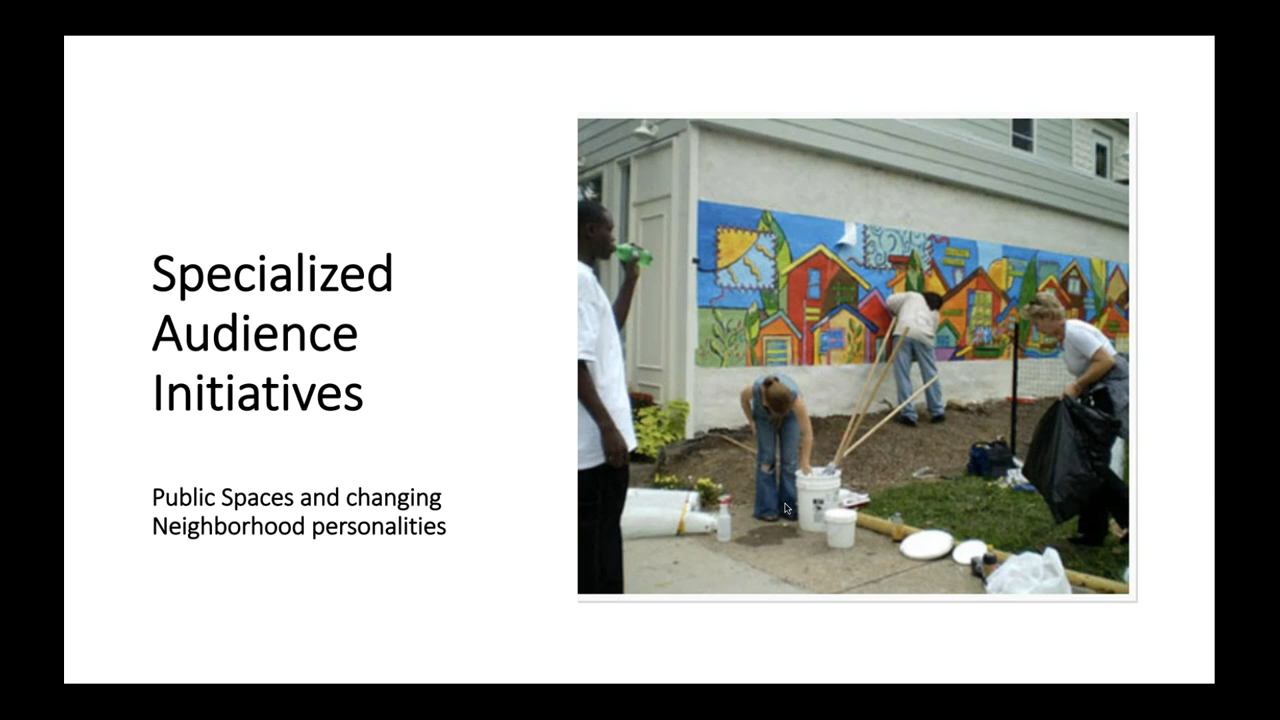 Specialized
Audience
Initiatives
Public Spaces and changing
Neighborhood personalities